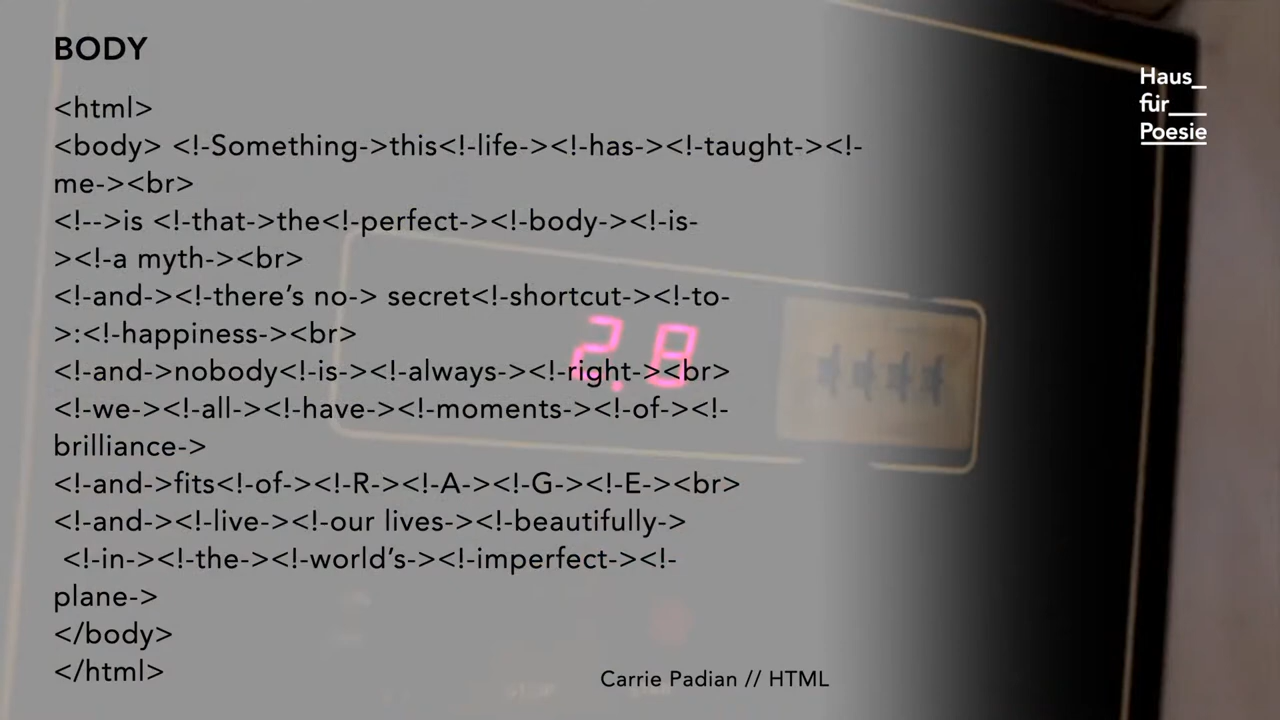 BODY
<html>
<body> <!-Something->this<!-life-><!-has-><!-taught-><!-
me-><br>
<!-->is <!-that->the<!-perfect-><!-body-><!-is-
><!-a myth-><br>
<!-and-><!-there’s no-> secret<!-shortcut-><!-to-
>:<!-happiness-><br>
<!-and->nobody<!-is-><!-always-><!-right-><br>
<!-we-><!-all-><!-have-><!-moments-><!-of-><!-
brilliance->
<!-and->fits<!-of-><!-R-><!-A-><!-G-><!-E-><br>
<!-and-><!-live-><!-our lives-><!-beautifully->
<!-in-><!-the-><!-world’s-><!-imperfect-><!-
plane->
</body>
</html>
Carrie Padian // HTML
Haus_
für__
Poesie
2.8